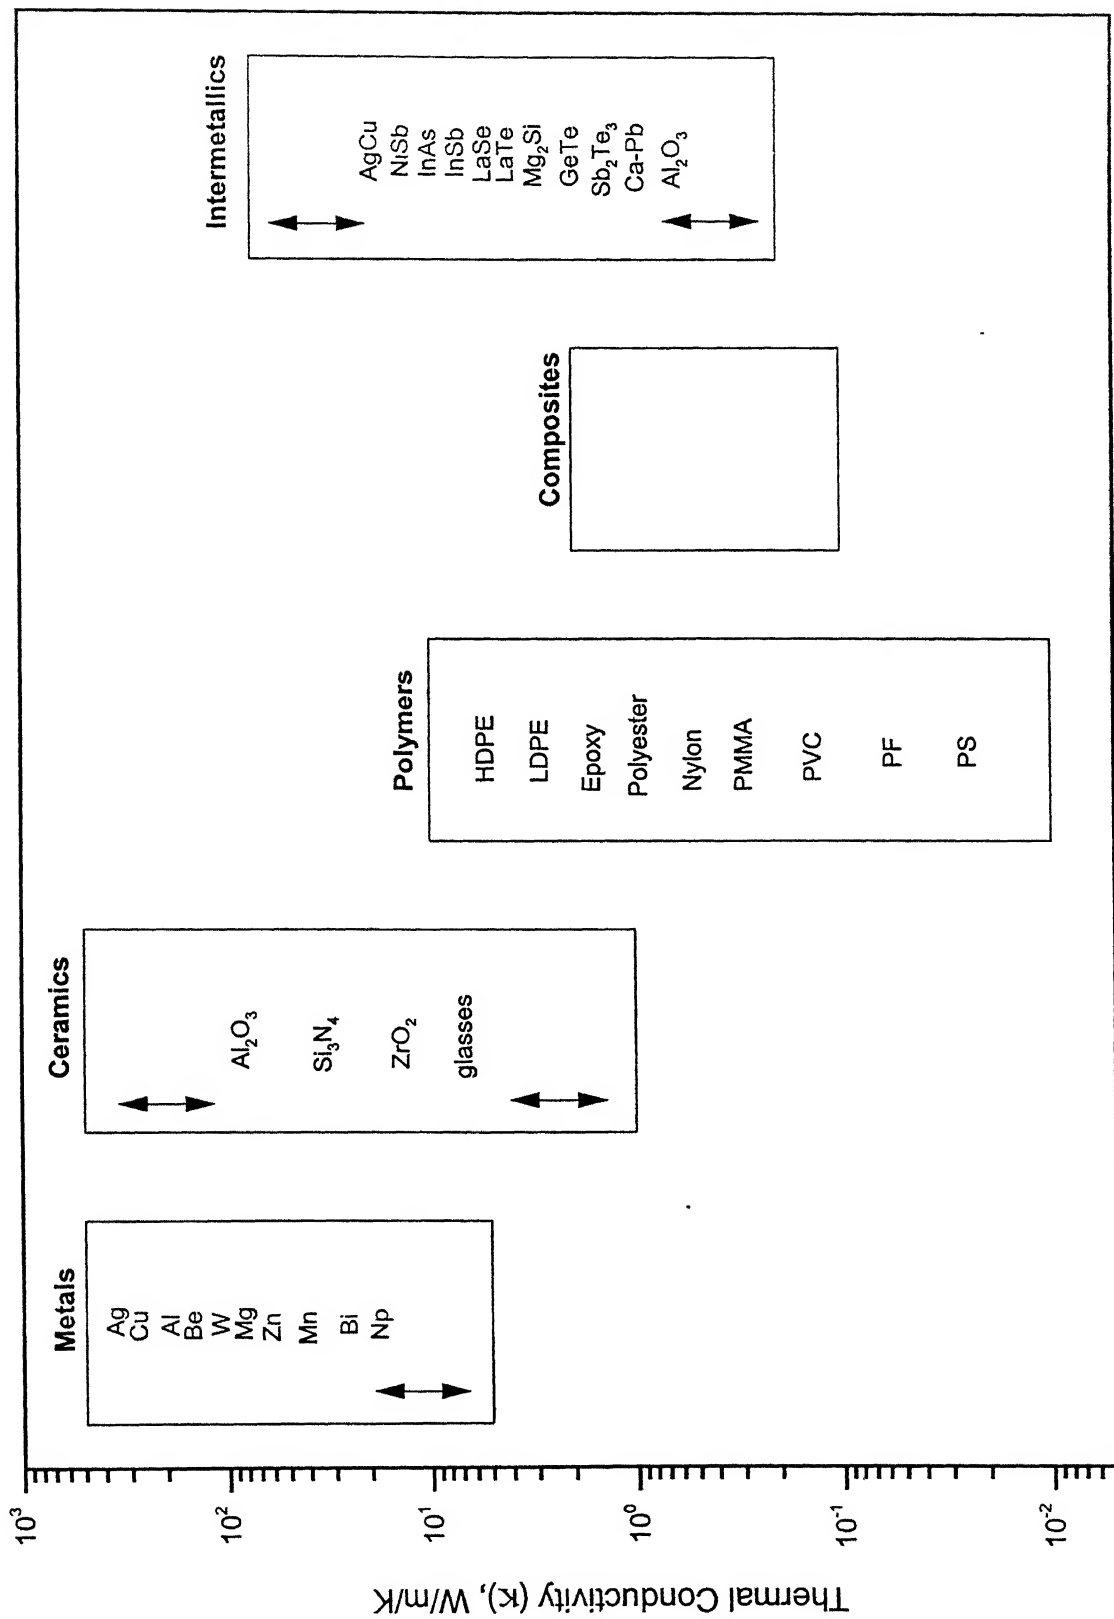 Thermal Conductivity (κ), W/m/K
10³
10²
10¹
10⁰
10⁻¹
10⁻²
Metals
Ag
Cu
Al
Be
W
Mg
Zn
Mn
Bi
Np
Ceramics
Al₂O₃
Si₃N₄
ZrO₂
glasses
Polymers
HDPE
LDPE
Epoxy
Polyester
Nylon
PMMA
PVC
PF
PS
Composites
Intermetallics
AgCu
NiSb
InAs
InSb
LaSe
LaTe
Mg₂Si
GeTe
Sb₂Te₃
Ca-Pb
Al₂O₃